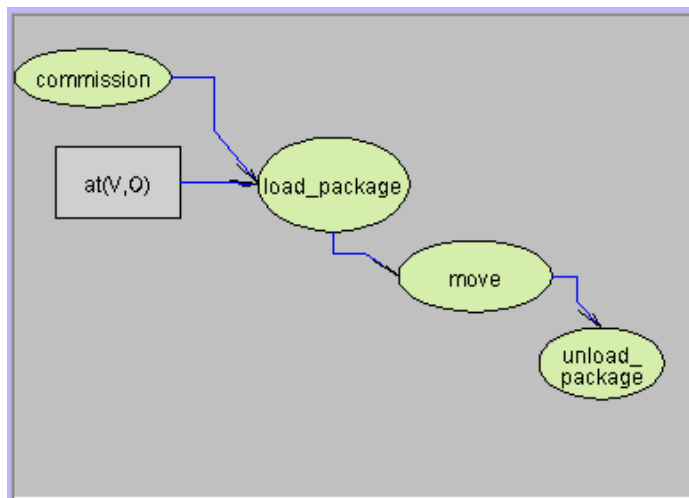 commission
at(V,O)
load_package
move
unload_
package